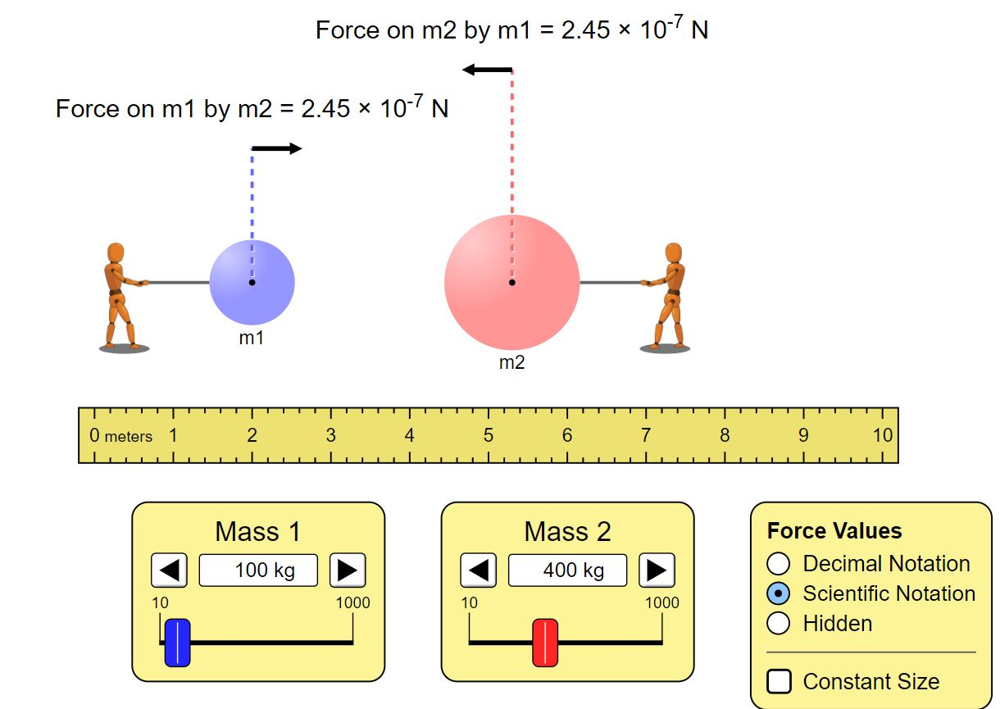 Force on m2 by m1 = 2.45 × 10⁻⁷ N
Force on m1 by m2 = 2.45 × 10⁻⁷ N
m1
m2
0 meters 1 2 3 4 5 6 7 8 9 10
Mass 1
100 kg
10 1000
Mass 2
400 kg
10 1000
Force Values
Decimal Notation
Scientific Notation
Hidden
Constant Size